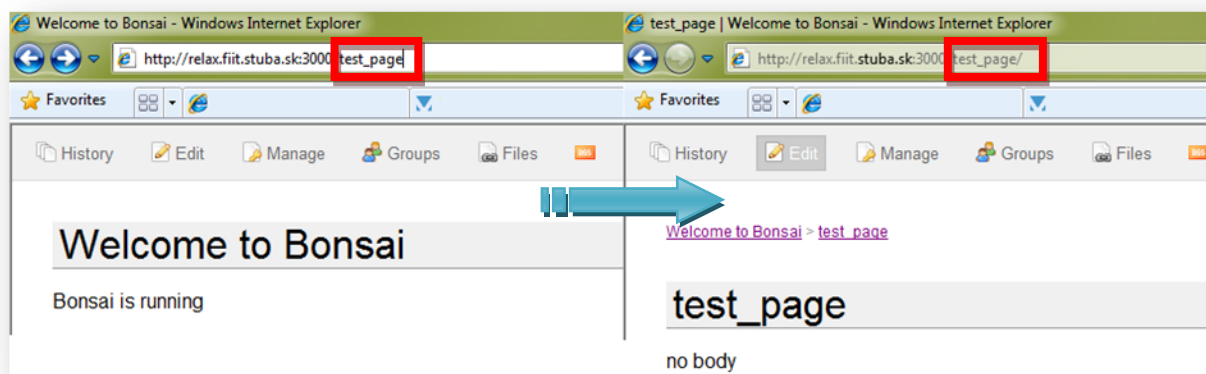 Welcome to Bonsai - Windows Internet Explorer
http://relax.fiit.stuba.sk:3000/test_page
Favorites
History Edit Manage Groups Files RSS
Welcome to Bonsai
Bonsai is running
test_page | Welcome to Bonsai - Windows Internet Explorer
http://relax.fiit.stuba.sk:3000/test_page/
Favorites
History Edit Manage Groups Files
Welcome to Bonsai > test_page
test_page
no body